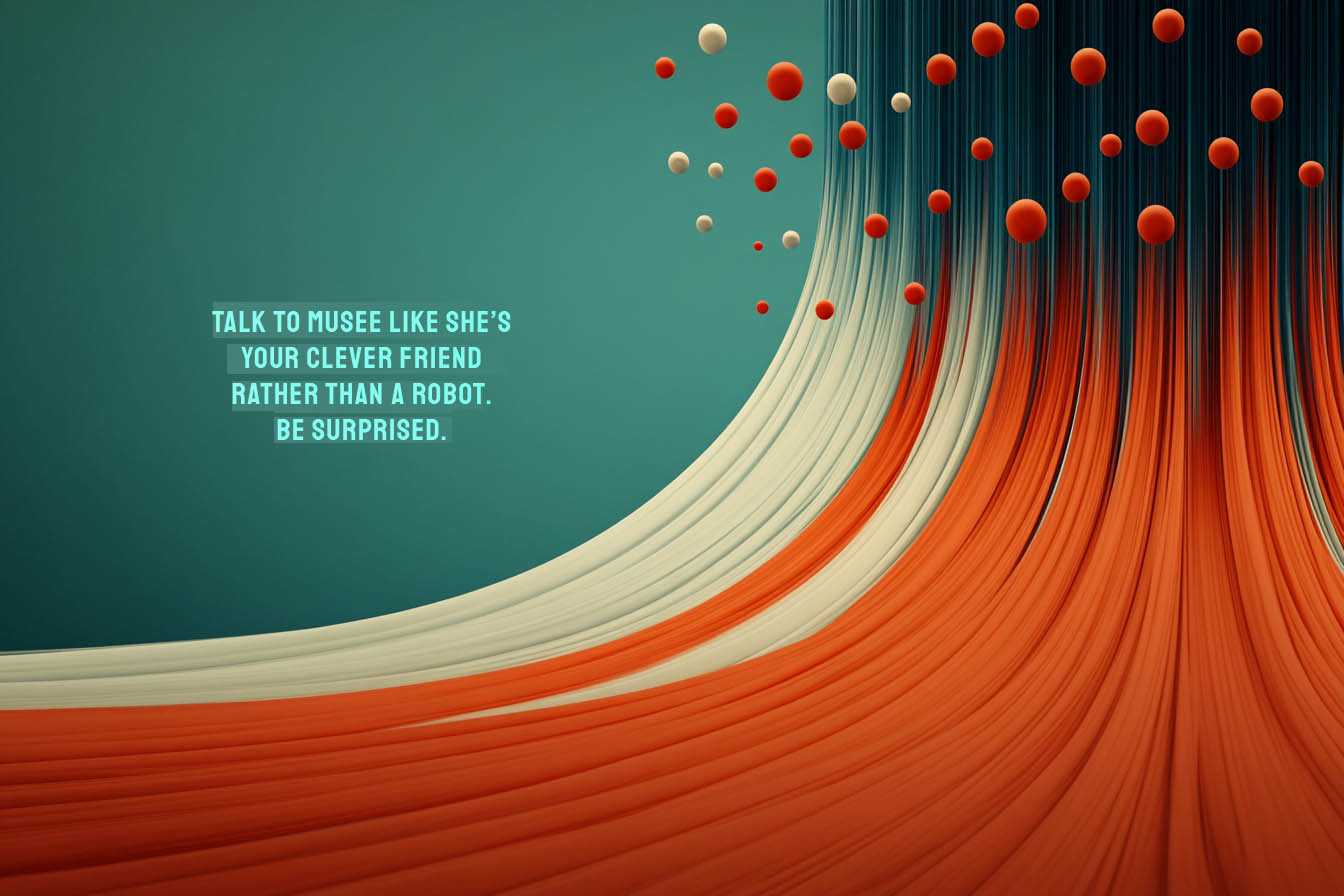 TALK TO MUSEE LIKE SHE’S
YOUR CLEVER FRIEND
RATHER THAN A ROBOT.
BE SURPRISED.